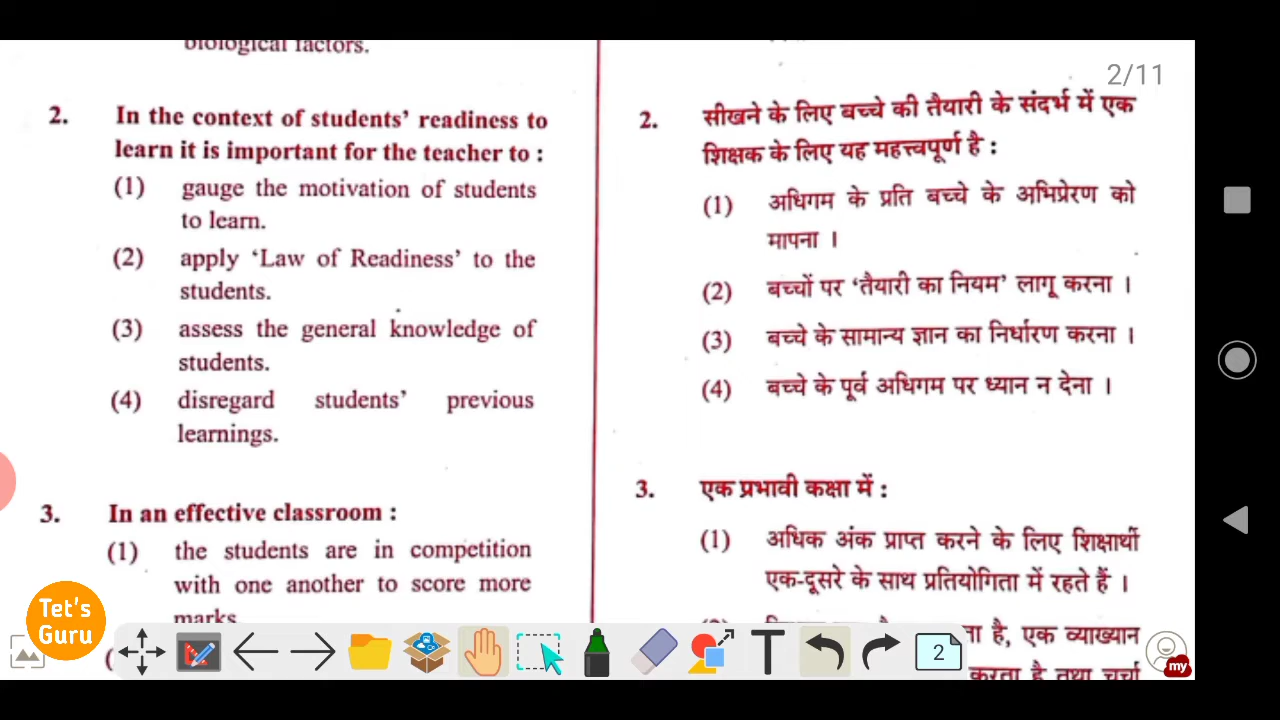 biological factors.
2/11
2. In the context of students' readiness to
learn it is important for the teacher to :
(1) gauge the motivation of students
to learn.
(2) apply 'Law of Readiness' to the
students.
(3) assess the general knowledge of
students.
(4) disregard students' previous
learnings.
3. In an effective classroom :
(1) the students are in competition
with one another to score more
marks
2. सीखने के लिए बच्चे की तैयारी के संदर्भ में एक
शिक्षक के लिए यह महत्त्वपूर्ण है :
(1) अधिगम के प्रति बच्चे के अभिप्रेरण को
मापना ।
(2) बच्चों पर 'तैयारी का नियम' लागू करना ।
(3) बच्चे के सामान्य ज्ञान का निर्धारण करना ।
(4) बच्चे के पूर्व अधिगम पर ध्यान न देना ।
3. एक प्रभावी कक्षा में :
(1) अधिक अंक प्राप्त करने के लिए शिक्षार्थी
एक-दूसरे के साथ प्रतियोगिता में रहते हैं ।
है, एक व्याख्यान
करता है तथा चर्चा
Tet's
Guru
T
2
my